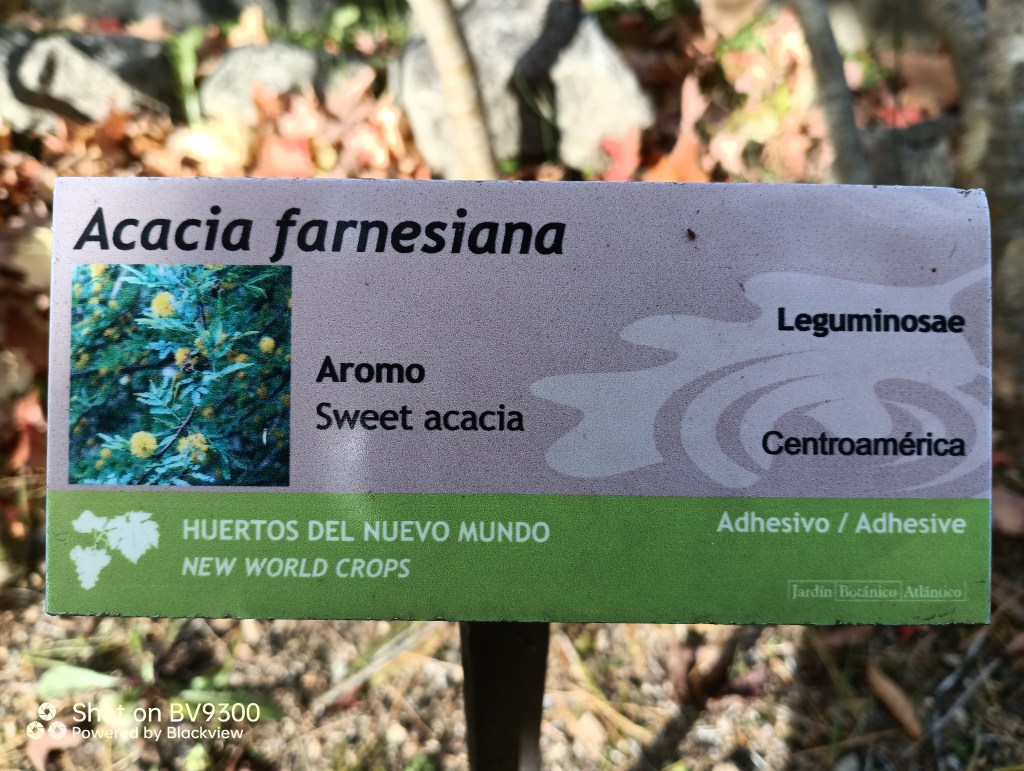 Acacia farnesiana
Leguminosae
Aromo
Sweet acacia
Centroamérica
HUERTOS DEL NUEVO MUNDO
NEW WORLD CROPS
Adhesivo / Adhesive
Jardín Botánico Atlántico
Shot on BV9300
Powered by Blackview